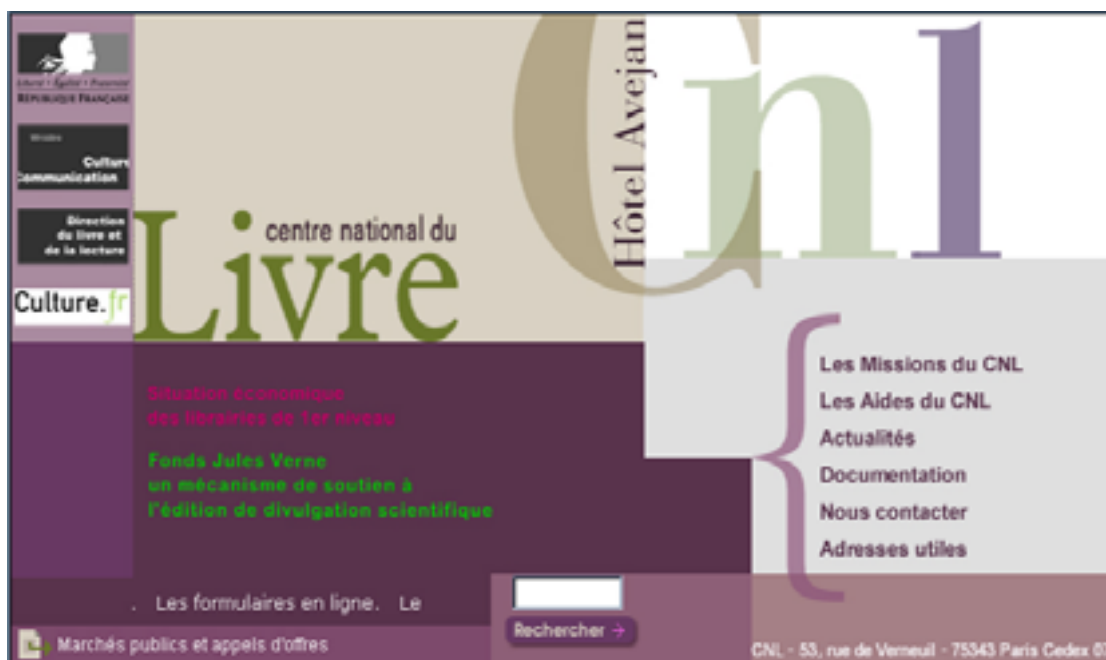 Liberté • Égalité • Fraternité
RÉPUBLIQUE FRANÇAISE
Culture
Communication
Direction
du livre et
de la lecture
Culture.fr
centre national du
Livre
Hôtel Avejan
Cnl
Situation économique
des librairies de 1er niveau
Fonds Jules Verne
un mécanisme de soutien à
l'édition de divulgation scientifique
Les Missions du CNL
Les Aides du CNL
Actualités
Documentation
Nous contacter
Adresses utiles
. Les formulaires en ligne. Le
Rechercher →
Marchés publics et appels d'offres
CNL - 53, rue de Verneuil - 75343 Paris Cedex 07